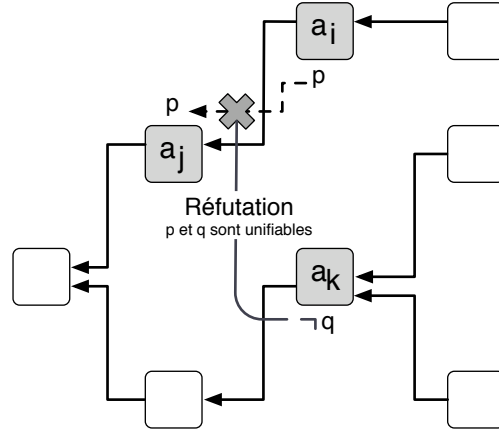 a_i
p
p
a_j
Réfutation
p et q sont unifiables
a_k
q